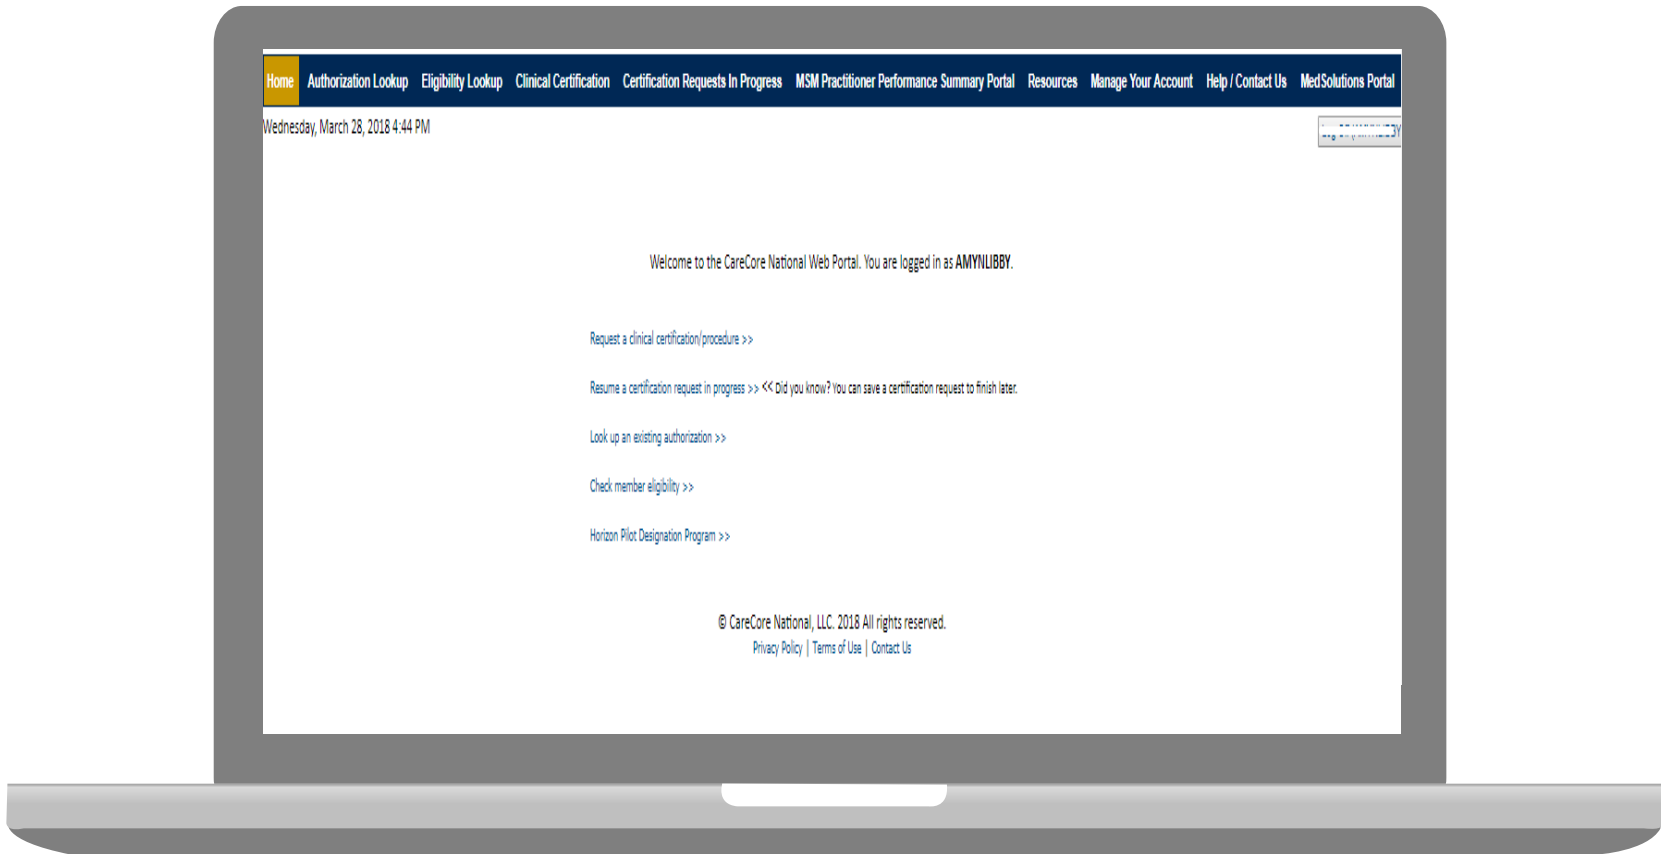 Home Authorization Lookup Eligibility Lookup Clinical Certification Certification Requests In Progress MSM Practitioner Performance Summary Portal Resources Manage Your Account Help / Contact Us MedSolutions Portal
Wednesday, March 28, 2018 4:44 PM
Welcome to the CareCore National Web Portal. You are logged in as AMYNLIBBY.
Request a clinical certification/procedure >>
Resume a certification request in progress >> << Did you know? You can save a certification request to finish later.
Look up an existing authorization >>
Check member eligibility >>
Horizon Pilot Designation Program >>
© CareCore National, LLC. 2018 All rights reserved.
Privacy Policy | Terms of Use | Contact Us